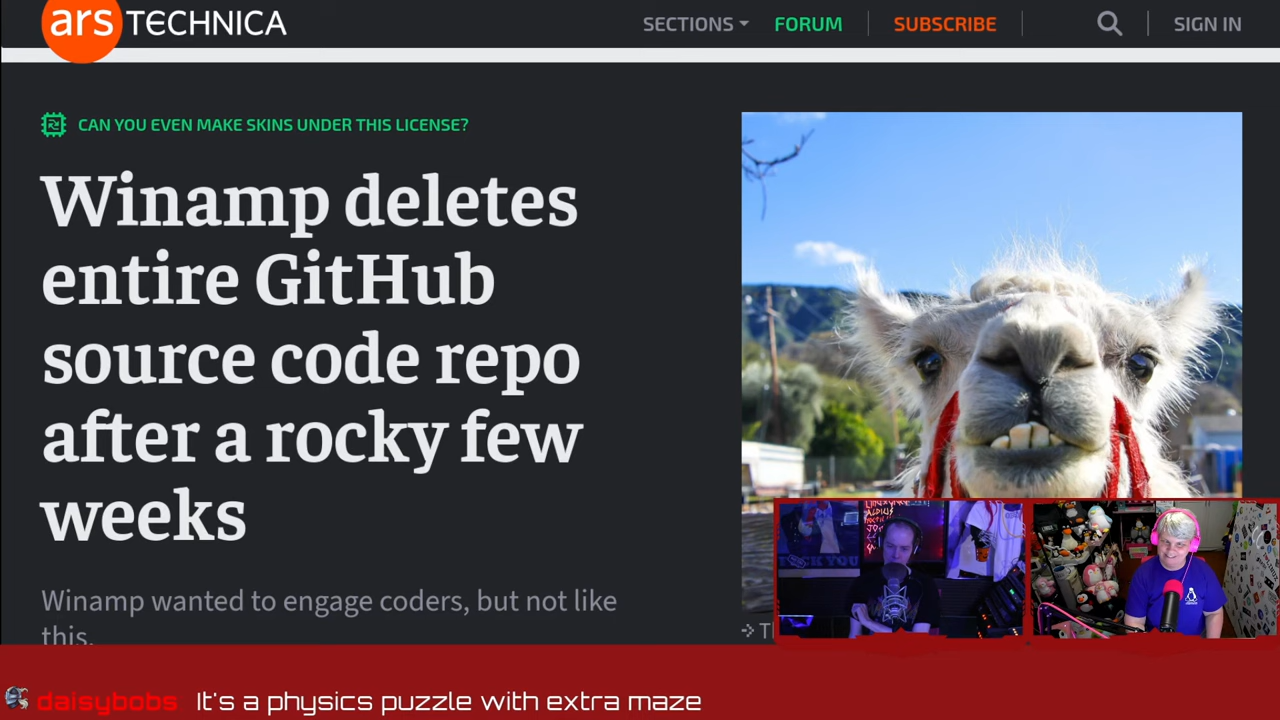 ars TECHNICA
SECTIONS
FORUM
SUBSCRIBE
SIGN IN
CAN YOU EVEN MAKE SKINS UNDER THIS LICENSE?
Winamp deletes
entire GitHub
source code repo
after a rocky few
weeks
Winamp wanted to engage coders, but not like
this.
daisybobs It's a physics puzzle with extra maze